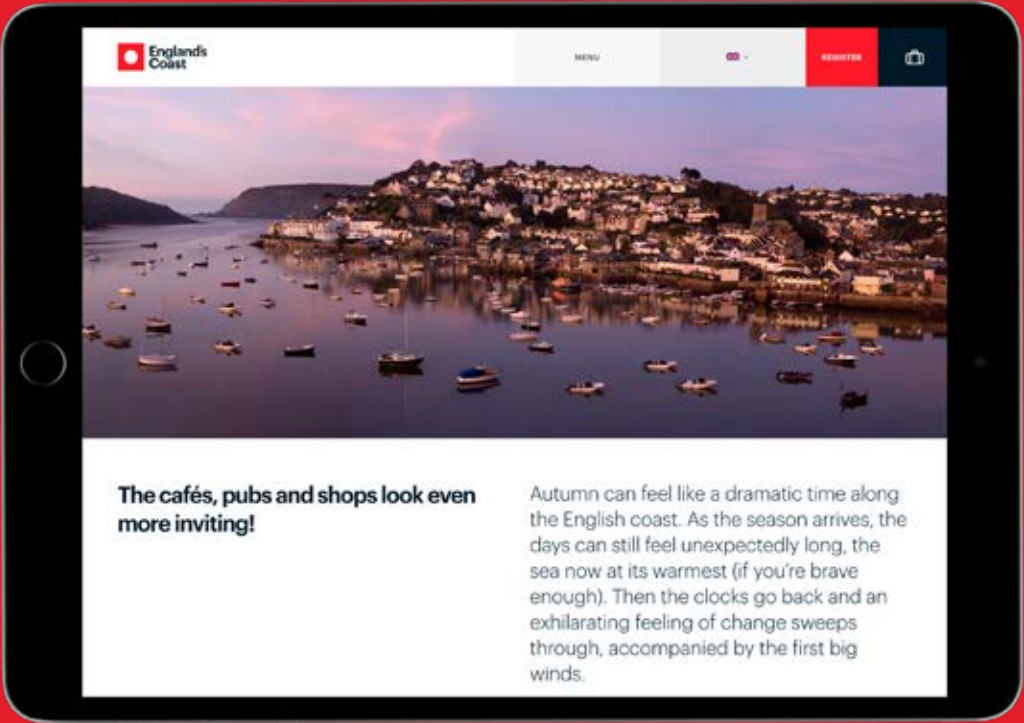 England's
Coast
MENU
REGISTER
The cafés, pubs and shops look even
more inviting!
Autumn can feel like a dramatic time along
the English coast. As the season arrives, the
days can still feel unexpectedly long, the
sea now at its warmest (if you're brave
enough). Then the clocks go back and an
exhilarating feeling of change sweeps
through, accompanied by the first big
winds.